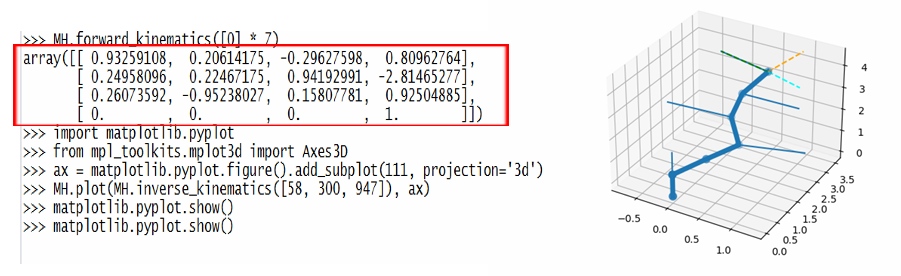 >>> MH.forward_kinematics([0] * 7)
array([[ 0.93259108,  0.20614175, -0.29627598,  0.80962764],
[ 0.24958096,  0.22467175,  0.94192991, -2.81465277],
[ 0.26073592, -0.95238027,  0.15807781,  0.92504885],
[ 0.        ,  0.        ,  0.        ,  1.        ]])
>>> import matplotlib.pyplot
>>> from mpl_toolkits.mplot3d import Axes3D
>>> ax = matplotlib.pyplot.figure().add_subplot(111, projection='3d')
>>> MH.plot(MH.inverse_kinematics([58, 300, 947]), ax)
>>> matplotlib.pyplot.show()
>>> matplotlib.pyplot.show()
4
3
2
1
0
3.5
3.0
2.5
2.0
1.5
1.0
0.5
0.0
-0.5
0.0
0.5
1.0